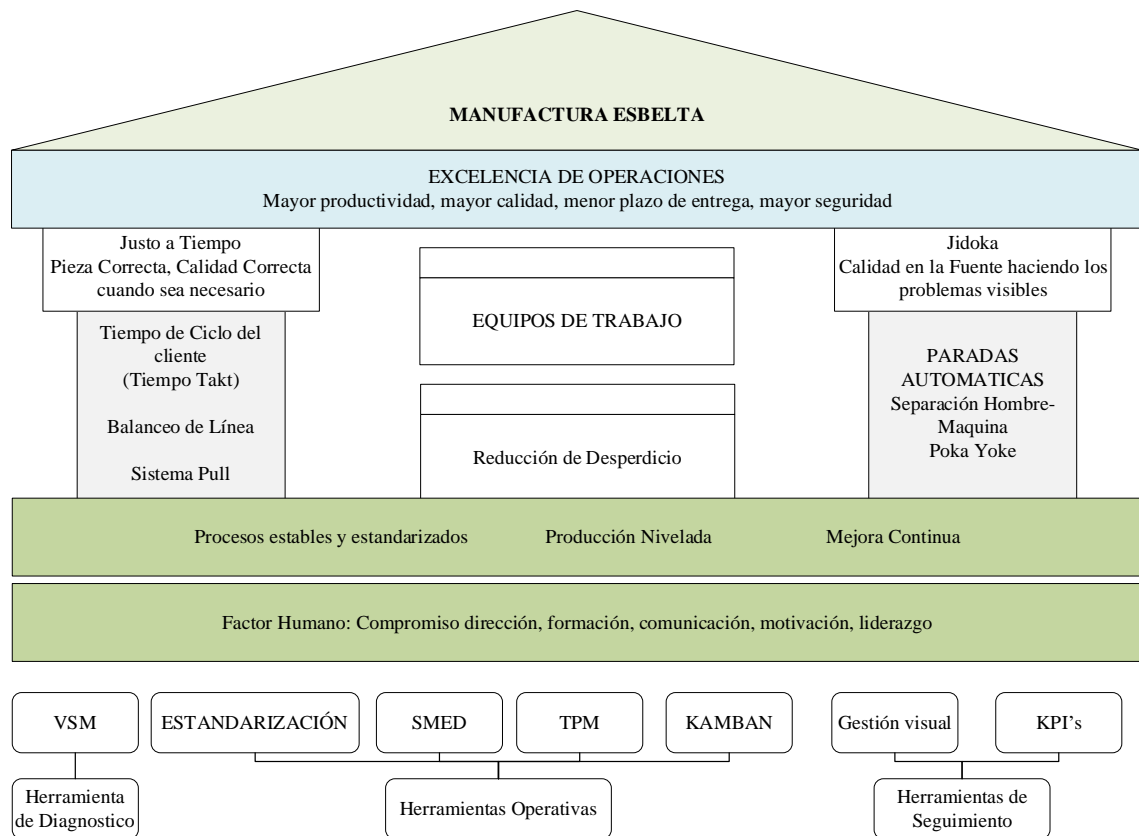 MANUFACTURA ESBELTA
EXCELENCIA DE OPERACIONES
Mayor productividad, mayor calidad, menor plazo de entrega, mayor seguridad
Justo a Tiempo
Pieza Correcta, Calidad Correcta
cuando sea necesario
Tiempo de Ciclo del
cliente
(Tiempo Takt)
Balanceo de Línea
Sistema Pull
EQUIPOS DE TRABAJO
Reducción de Desperdicio
Jidoka
Calidad en la Fuente haciendo los
problemas visibles
PARADAS
AUTOMATICAS
Separación Hombre-
Maquina
Poka Yoke
Procesos estables y estandarizados
Producción Nivelada
Mejora Continua
Factor Humano: Compromiso dirección, formación, comunicación, motivación, liderazgo
VSM
ESTANDARIZACIÓN
SMED
TPM
KAMBAN
Gestión visual
KPI's
Herramienta
de Diagnostico
Herramientas Operativas
Herramientas de
Seguimiento